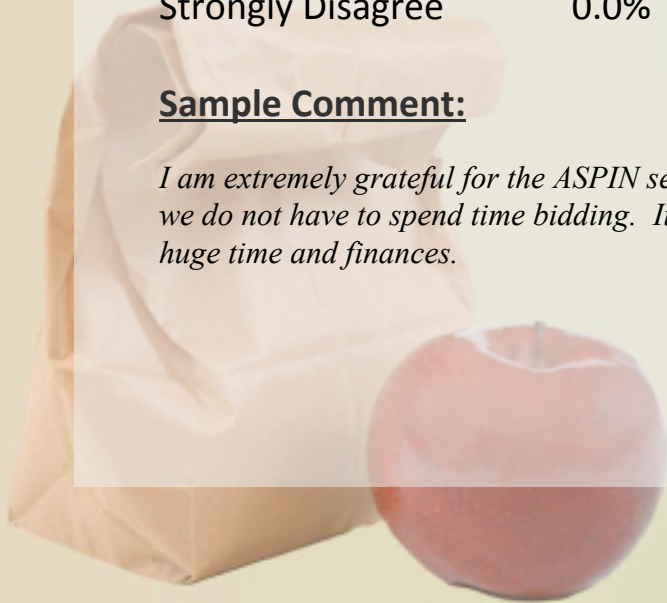 Strongly Disagree 0.0%
Sample Comment:
I am extremely grateful for the ASPIN
we do not have to spend time bidding.
huge time and finances.